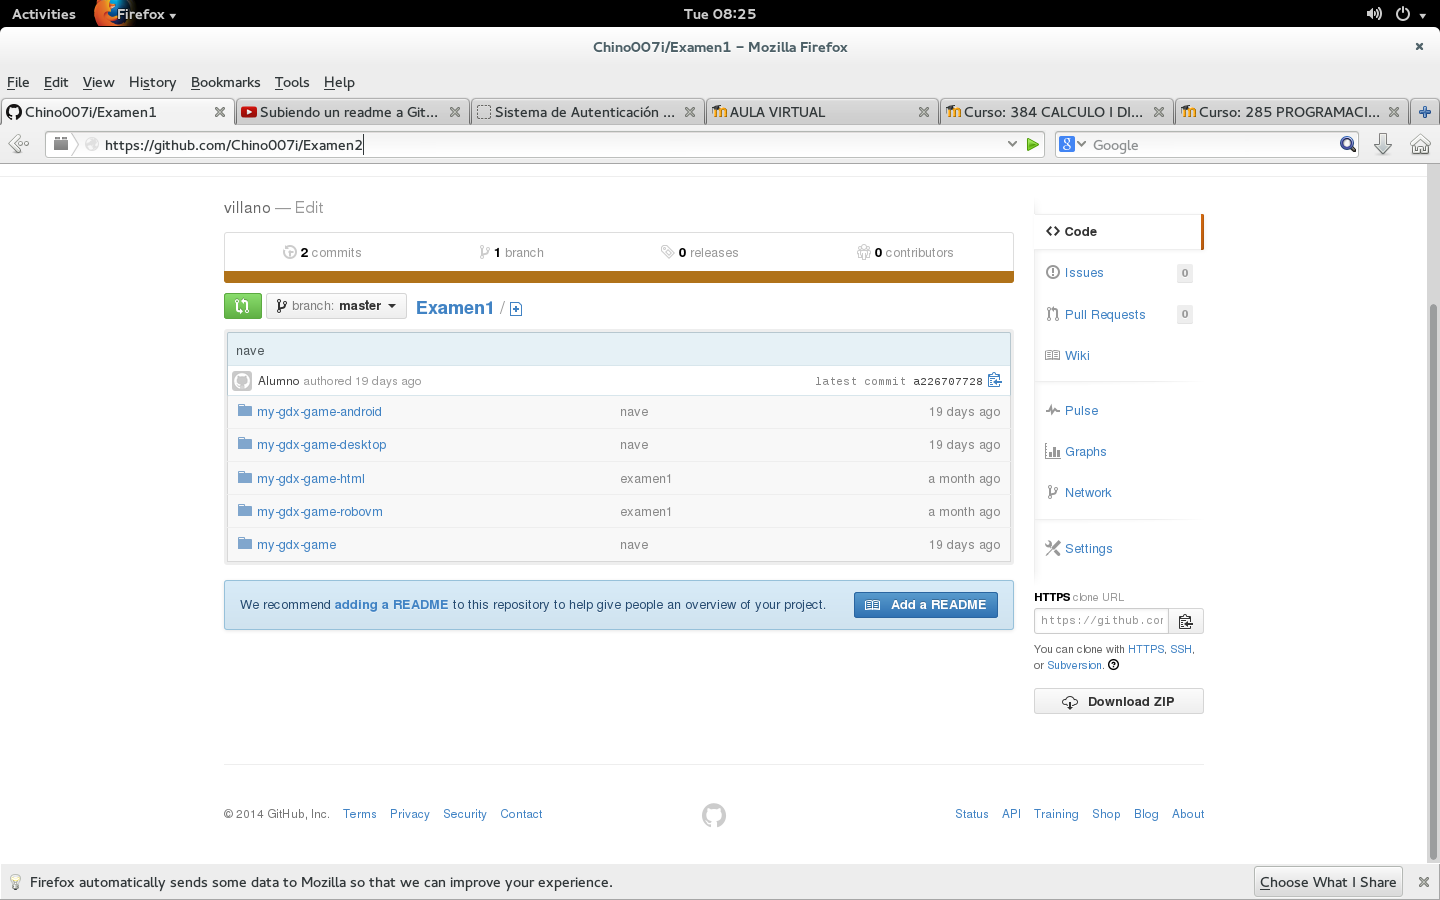 Activities Firefox Tue 08:25
Chino007i/Examen1 – Mozilla Firefox
File Edit View History Bookmarks Tools Help
Chino007i/Examen1 Subiendo un readme a Git... Sistema de Autenticación ... AULA VIRTUAL Curso: 384 CALCULO I DI... Curso: 285 PROGRAMACI...
https://github.com/Chino007i/Examen2 Google
villano — Edit
2 commits 1 branch 0 releases 0 contributors
branch: master Examen1 /
nave
Alumno authored 19 days ago latest commit a226707728
my-gdx-game-android nave 19 days ago
my-gdx-game-desktop nave 19 days ago
my-gdx-game-html examen1 a month ago
my-gdx-game-robovm examen1 a month ago
my-gdx-game nave 19 days ago
We recommend adding a README to this repository to help give people an overview of your project. Add a README
Code
Issues 0
Pull Requests 0
Wiki
Pulse
Graphs
Network
Settings
HTTPS clone URL
https://github.con
You can clone with HTTPS, SSH,
or Subversion.
Download ZIP
© 2014 GitHub, Inc. Terms Privacy Security Contact Status API Training Shop Blog About
Firefox automatically sends some data to Mozilla so that we can improve your experience. Choose What I Share